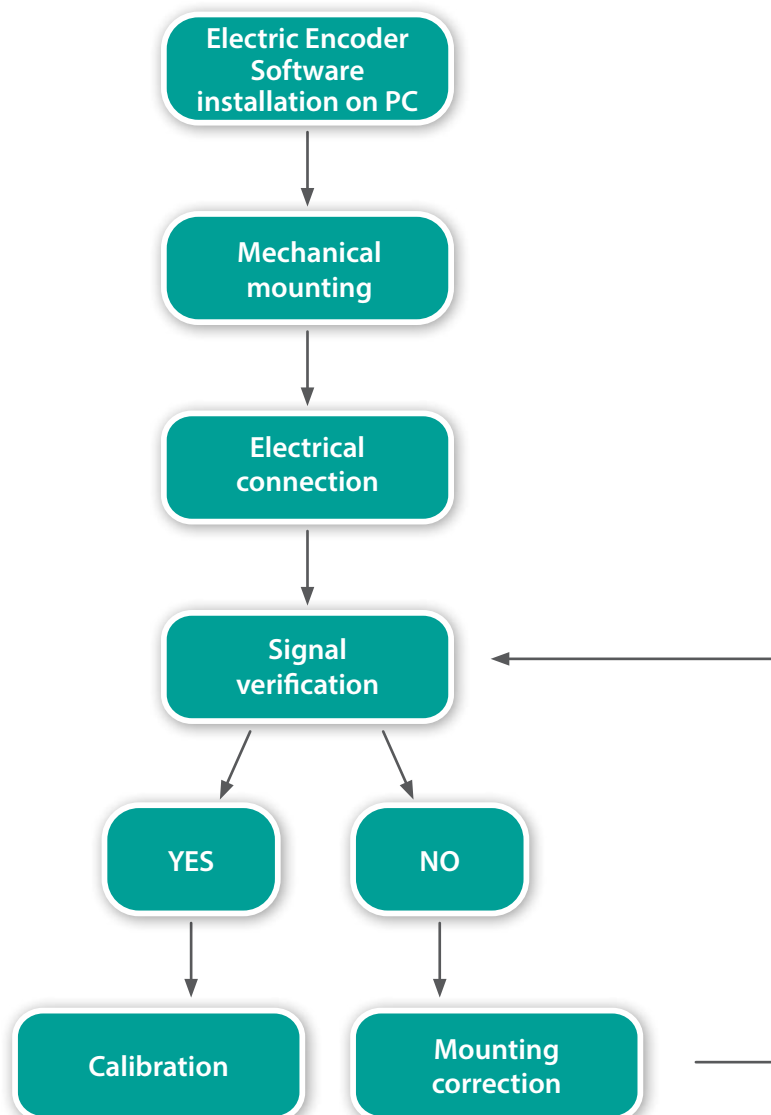 Electric Encoder
Software
installation on PC
Mechanical
mounting
Electrical
connection
Signal
verification
YES
NO
Calibration
Mounting
correction